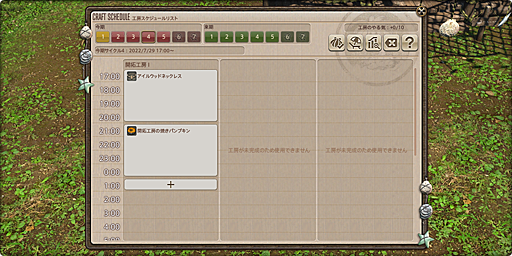 CRAFT SCHEDULE 工房スケジュールリスト
今期
1 2 3 4 5 6 7
来期
1 2 3 4 5 6 7
工房のやる気：+0/10
今期サイクル4：2022/7/29 17:00～
?
開拓工房1
17:00 アイルウッドネックレス
18:00
19:00
20:00
21:00 開拓工房の焼きパンプキン
22:00
23:00 工房が未完成のため使用できません 工房が未完成のため使用できません
0:00
1:00 +
2:00
3:00
4:00
5:00